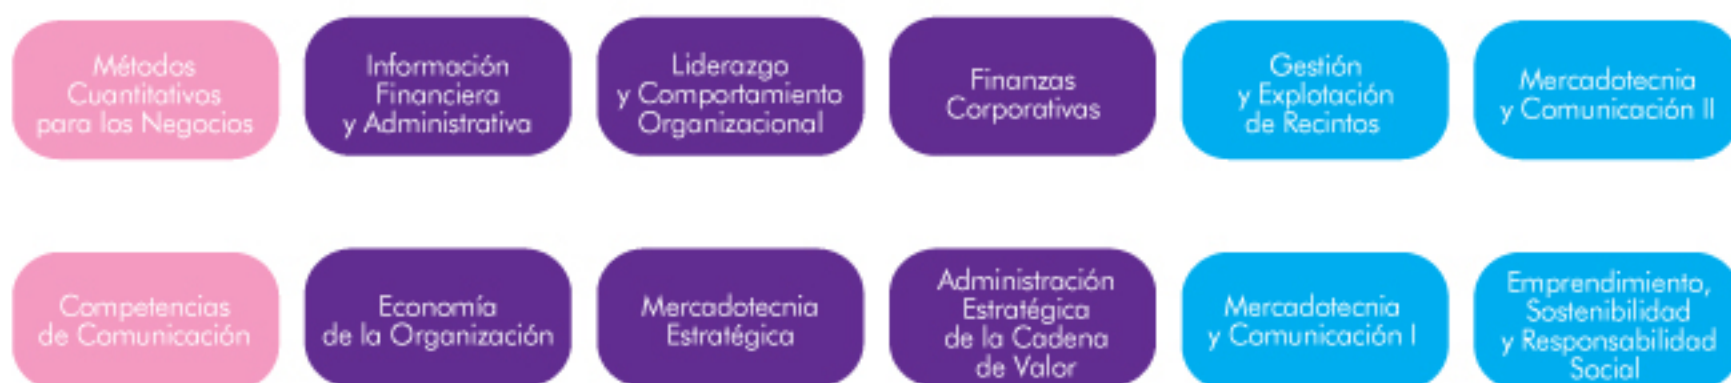 Métodos
Cuantitativos
para los Negocios
Información
Financiera
y Administrativa
Liderazgo
y Comportamiento
Organizacional
Finanzas
Corporativas
Gestión
y Explotación
de Recintos
Mercadotecnia
y Comunicación II
Competencias
de Comunicación
Economía
de la Organización
Mercadotecnia
Estratégica
Administración
Estratégica
de la Cadena
de Valor
Mercadotecnia
y Comunicación I
Emprendimiento,
Sostenibilidad
y Responsabilidad
Social